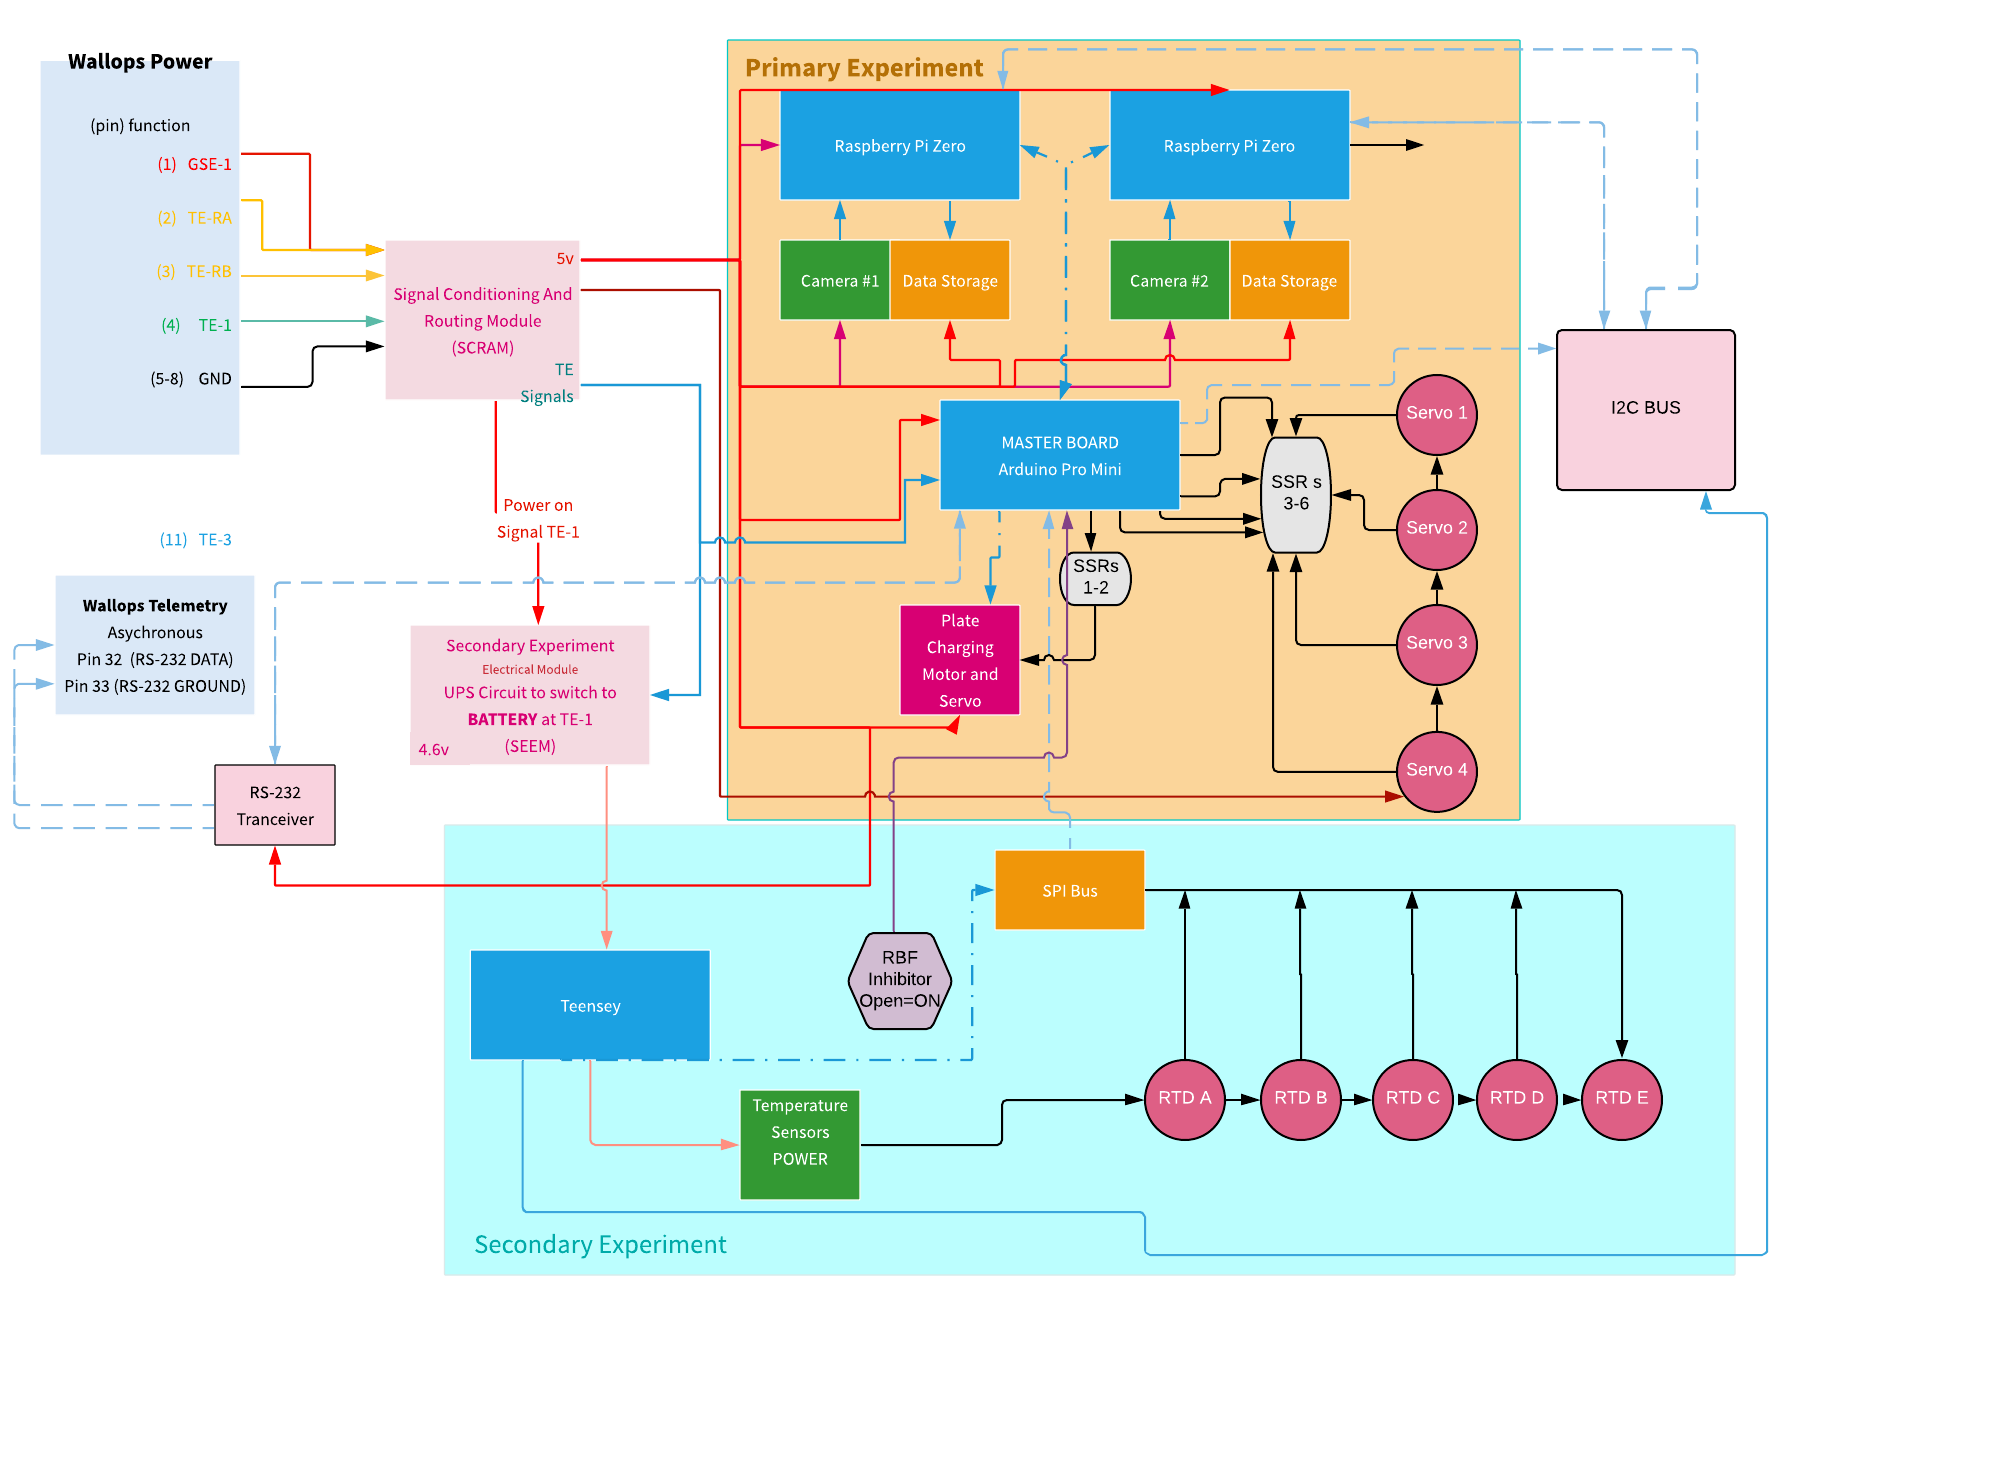 Wallops Power
(pin) function
(1) GSE-1
(2) TE-RA
(3) TE-RB
(4) TE-1
(5-8) GND
5v
Signal Conditioning And
Routing Module
(SCRAM)
TE
Signals
Power on
Signal TE-1
(11) TE-3
Wallops Telemetry
Asychronous
Pin 32 (RS-232 DATA)
Pin 33 (RS-232 GROUND)
RS-232
Tranceiver
Secondary Experiment
Electrical Module
UPS Circuit to switch to
BATTERY at TE-1
(SEEM)
4.6v
Primary Experiment
Raspberry Pi Zero
Raspberry Pi Zero
Camera #1
Data Storage
Camera #2
Data Storage
MASTER BOARD
Arduino Pro Mini
SSRs
1-2
SSR s
3-6
Plate
Charging
Motor and
Servo
Servo 1
Servo 2
Servo 3
Servo 4
I2C BUS
SPI Bus
RBF
Inhibitor
Open=ON
Teensey
Temperature
Sensors
POWER
RTD A
RTD B
RTD C
RTD D
RTD E
Secondary Experiment